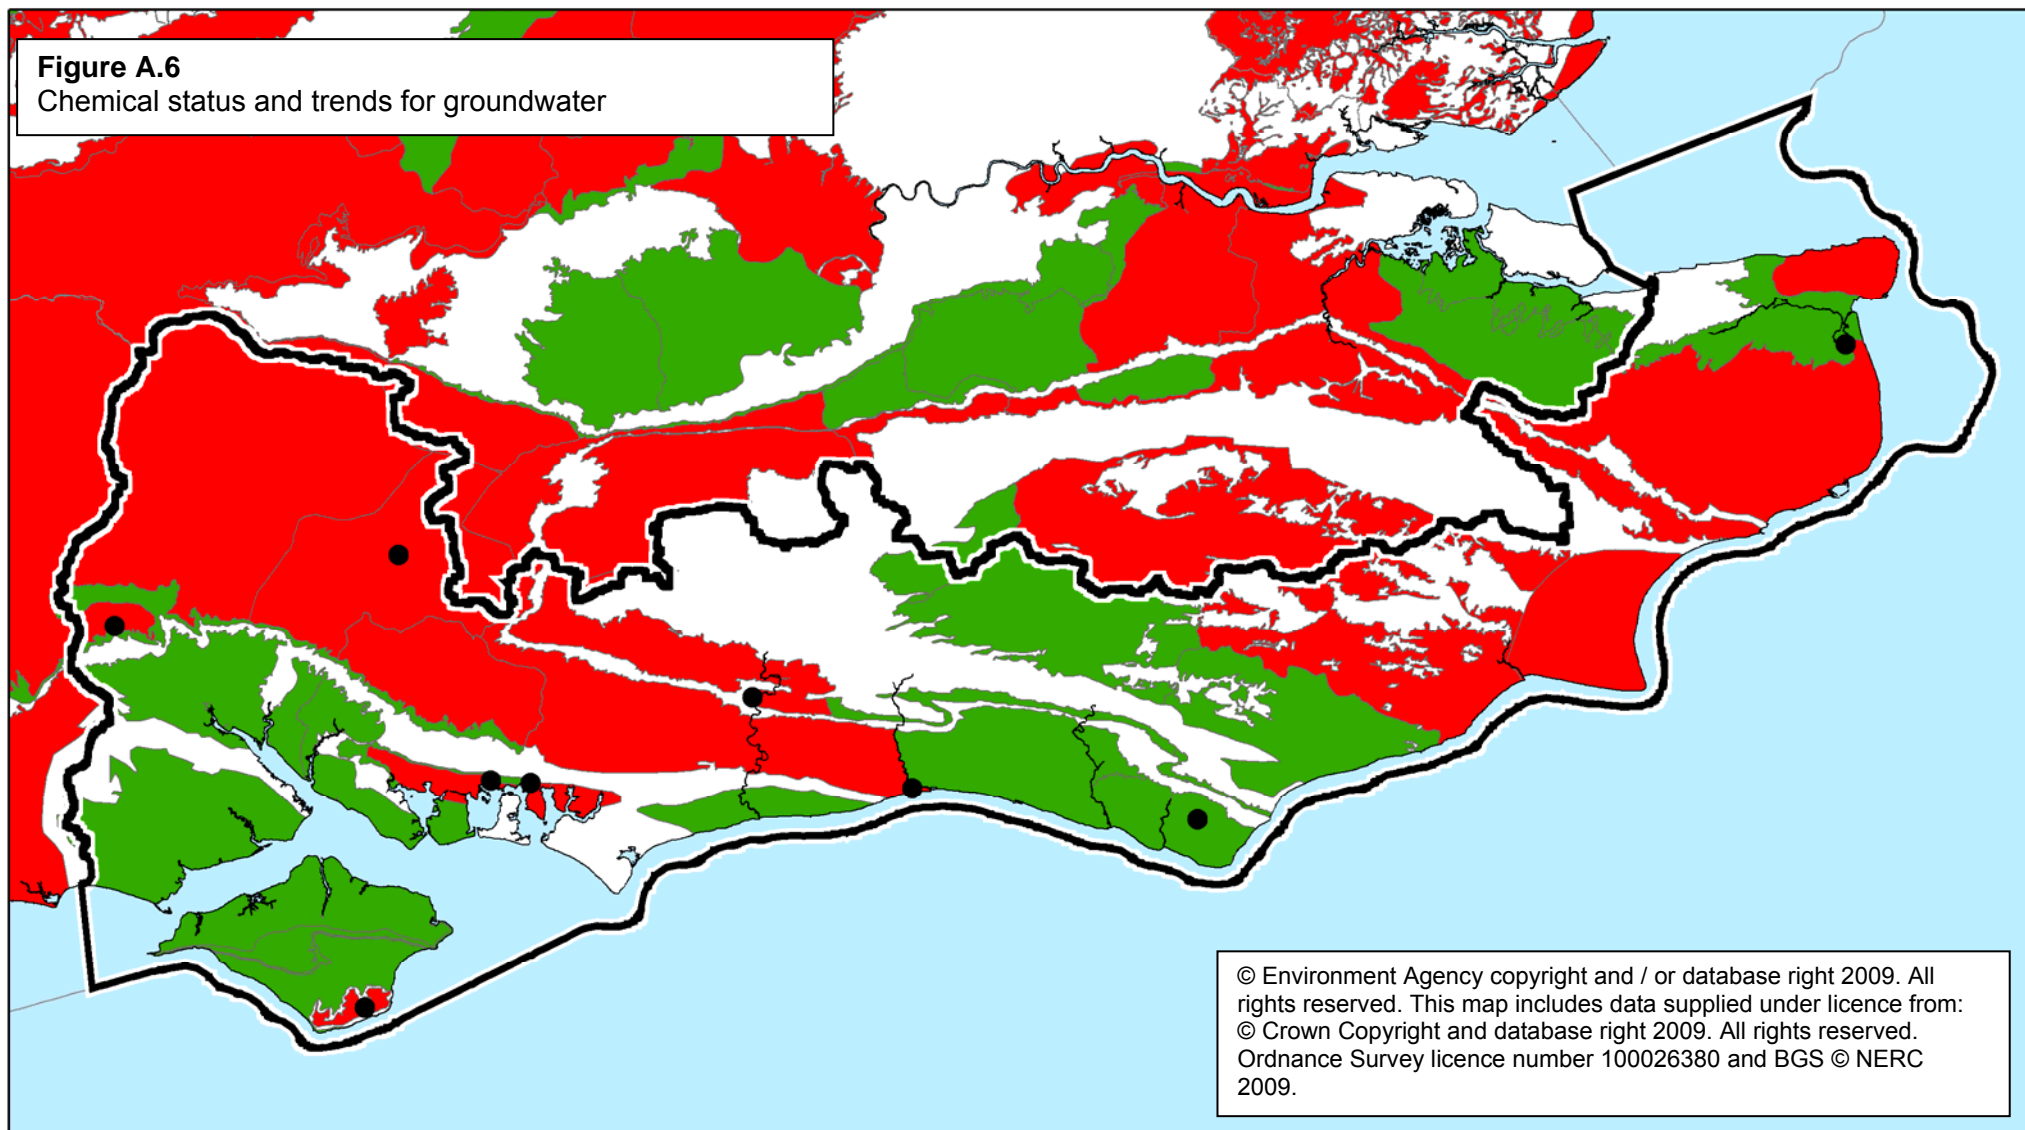 Figure A.6
Chemical status and trends for groundwater
© Environment Agency copyright and / or database right 2009. All
rights reserved. This map includes data supplied under licence from:
© Crown Copyright and database right 2009. All rights reserved.
Ordnance Survey licence number 100026380 and BGS © NERC
2009.